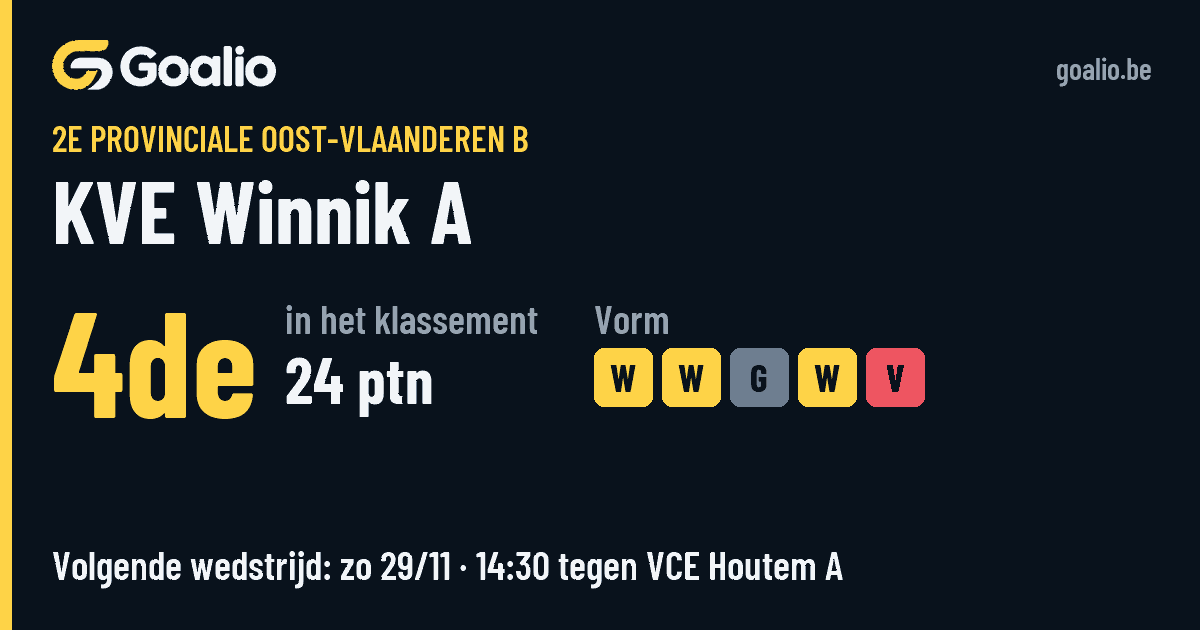 Goalio
goalio.be
2E PROVINCIALE OOST-VLAANDEREN B
KVE Winnik A
4de
in het klassement
24 ptn
Vorm
W W G W V
Volgende wedstrijd: zo 29/11 · 14:30 tegen VCE Houtem A